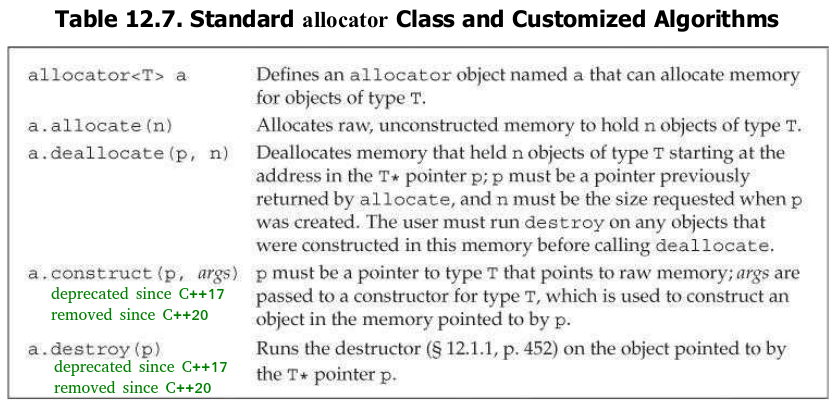 Table 12.7. Standard allocator Class and Customized Algorithms
allocator<T> a Defines an allocator object named a that can allocate memory
for objects of type T.
a.allocate(n) Allocates raw, unconstructed memory to hold n objects of type T.
a.deallocate(p, n) Deallocates memory that held n objects of type T starting at the
address in the T* pointer p; p must be a pointer previously
returned by allocate, and n must be the size requested when p
was created. The user must run destroy on any objects that
were constructed in this memory before calling deallocate.
a.construct(p, args) p must be a pointer to type T that points to raw memory; args are
deprecated since C++17 passed to a constructor for type T, which is used to construct an
removed since C++20 object in the memory pointed to by p.
a.destroy(p) Runs the destructor (§ 12.1.1, p. 452) on the object pointed to by
deprecated since C++17 the T* pointer p.
removed since C++20